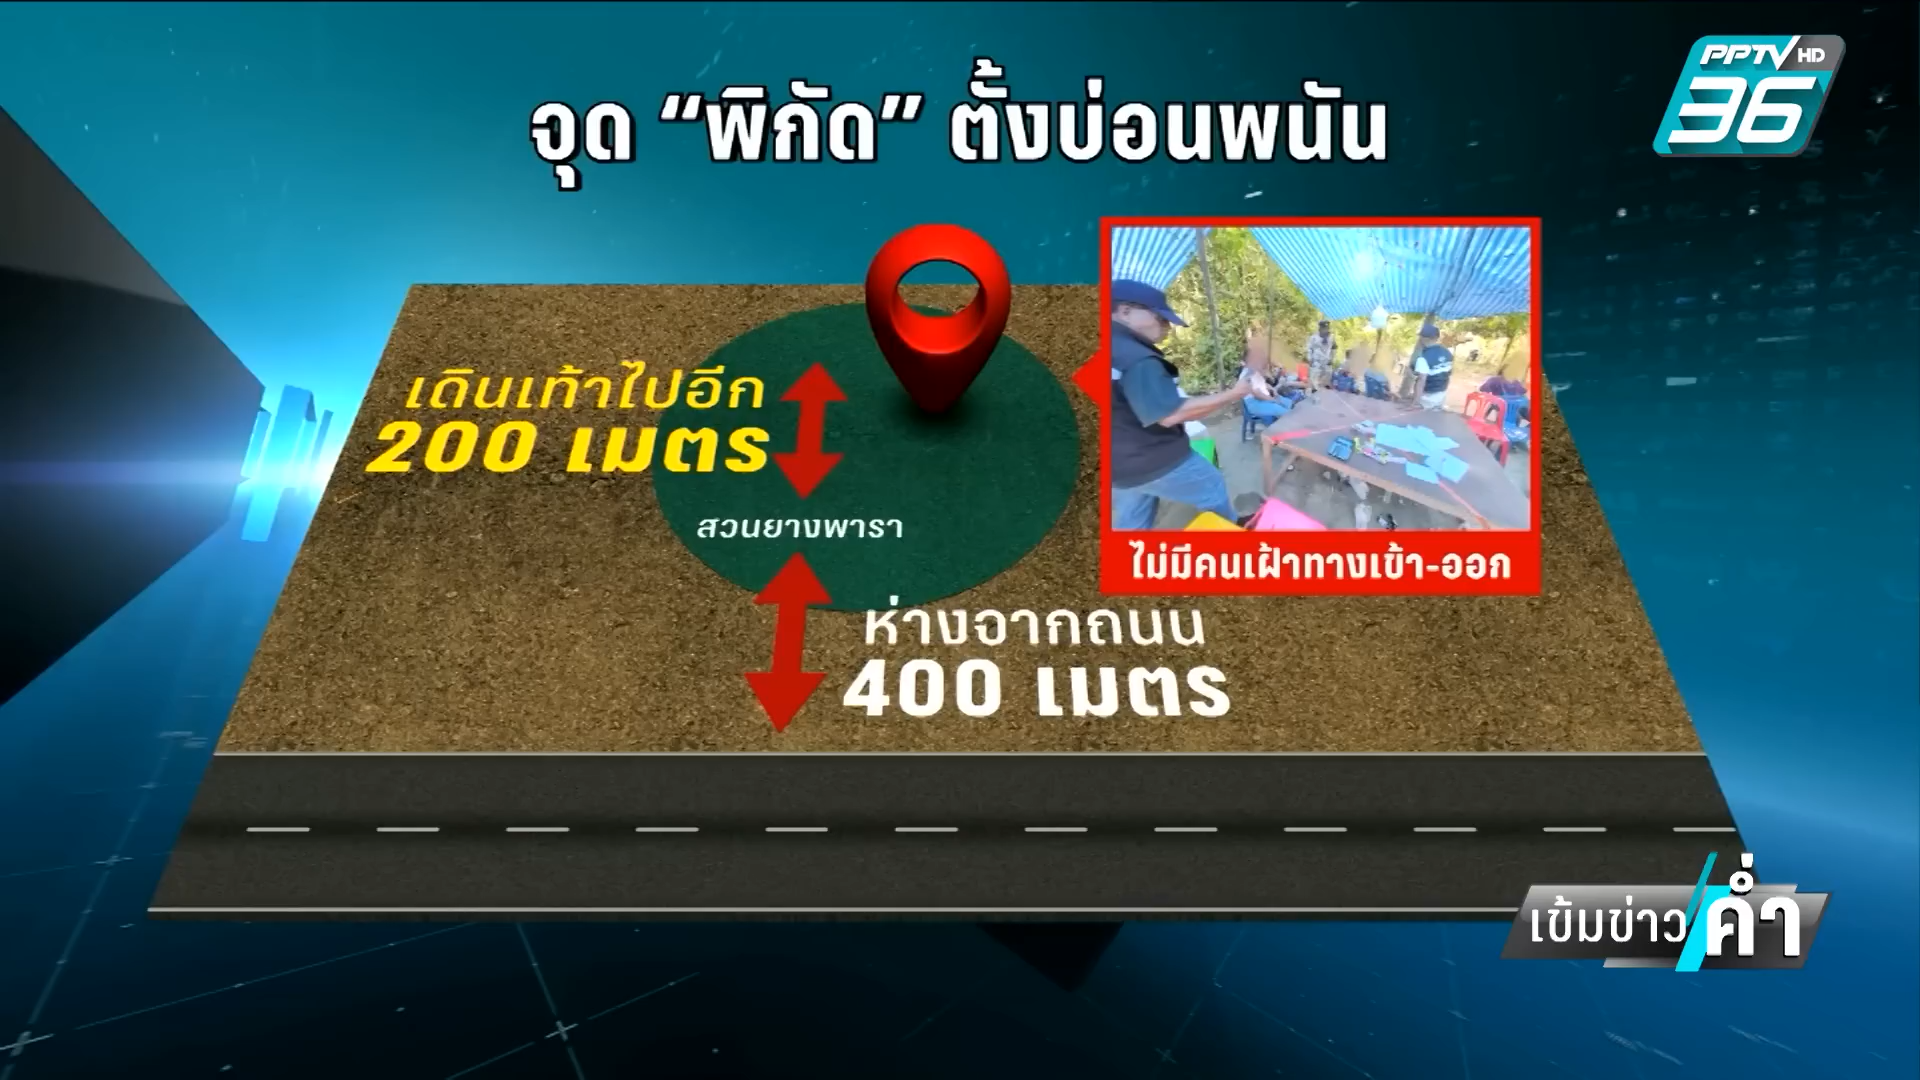 PPTV HD
36
จุด “พิกัด” ตั้งบ่อนพนัน
เดินเท้าไปอีก
200 เมตร
สวนยางพารา
ไม่มีคนเฝ้าทางเข้า-ออก
ห่างจากถนน
400 เมตร
เข้มข่าวค่ำ